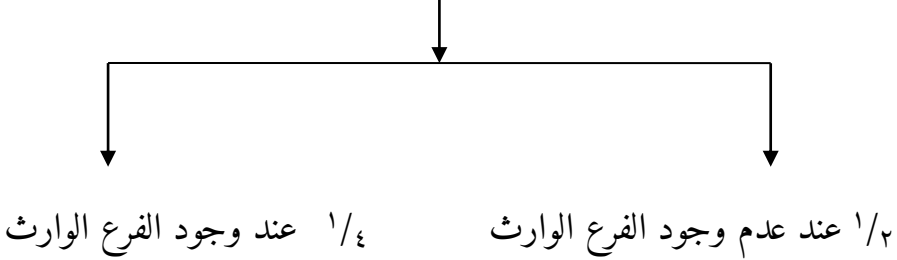 ١/٢ عند عدم وجود الفرع الوارث ١/٤ عند وجود الفرع الوارث